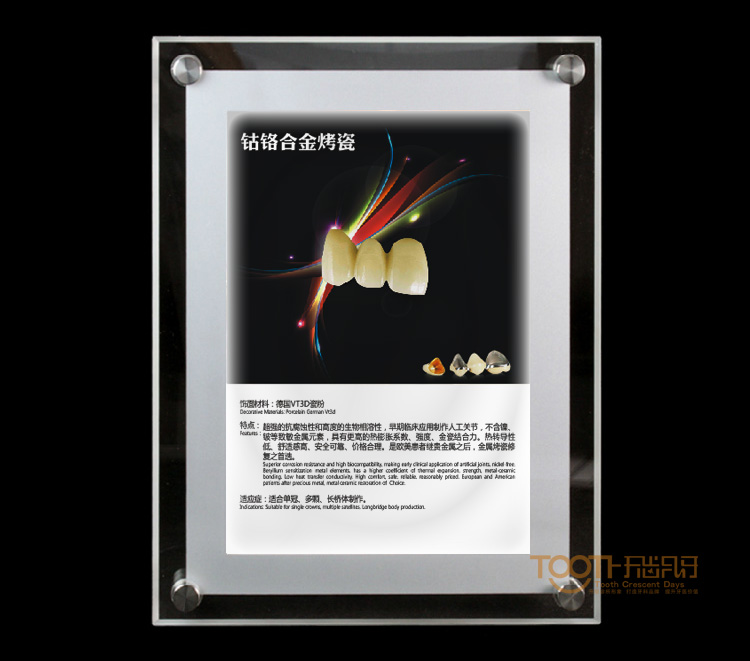 钴铬合金烤瓷
饰面材料：德国VT3D瓷粉
Decorative Materials: Porcelain German Vt3d
特点：超强的抗腐蚀性和高度的生物相溶性，早期临床应用制作人工关节，不含镍、
Features: 铍等致敏金属元素，具有更高的热膨胀系数、强度、金瓷结合力。热转导性
低、舒适感高、安全可靠、价格合理。是欧美患者继贵金属之后，金属烤瓷修
复之首选。
Superior corrosion resistance and high biocompatibility, making early clinical application of artificial joints, nickel-free.
Beryllium sensitization metal elements, has a higher coefficient of thermal expansion, strength, metal-ceramic
bonding. Low heat transfer conductivity, High comfort, safe, reliable, reasonably priced. European and American
patients after precious metal, metal-ceramic restoration of Choice.
适应症：适合单冠、多颗、长桥体制作。
Indications: Suitable for single crowns, multiple satellites, Longbridge body production.
TOOTH
Tooth Crescent Days